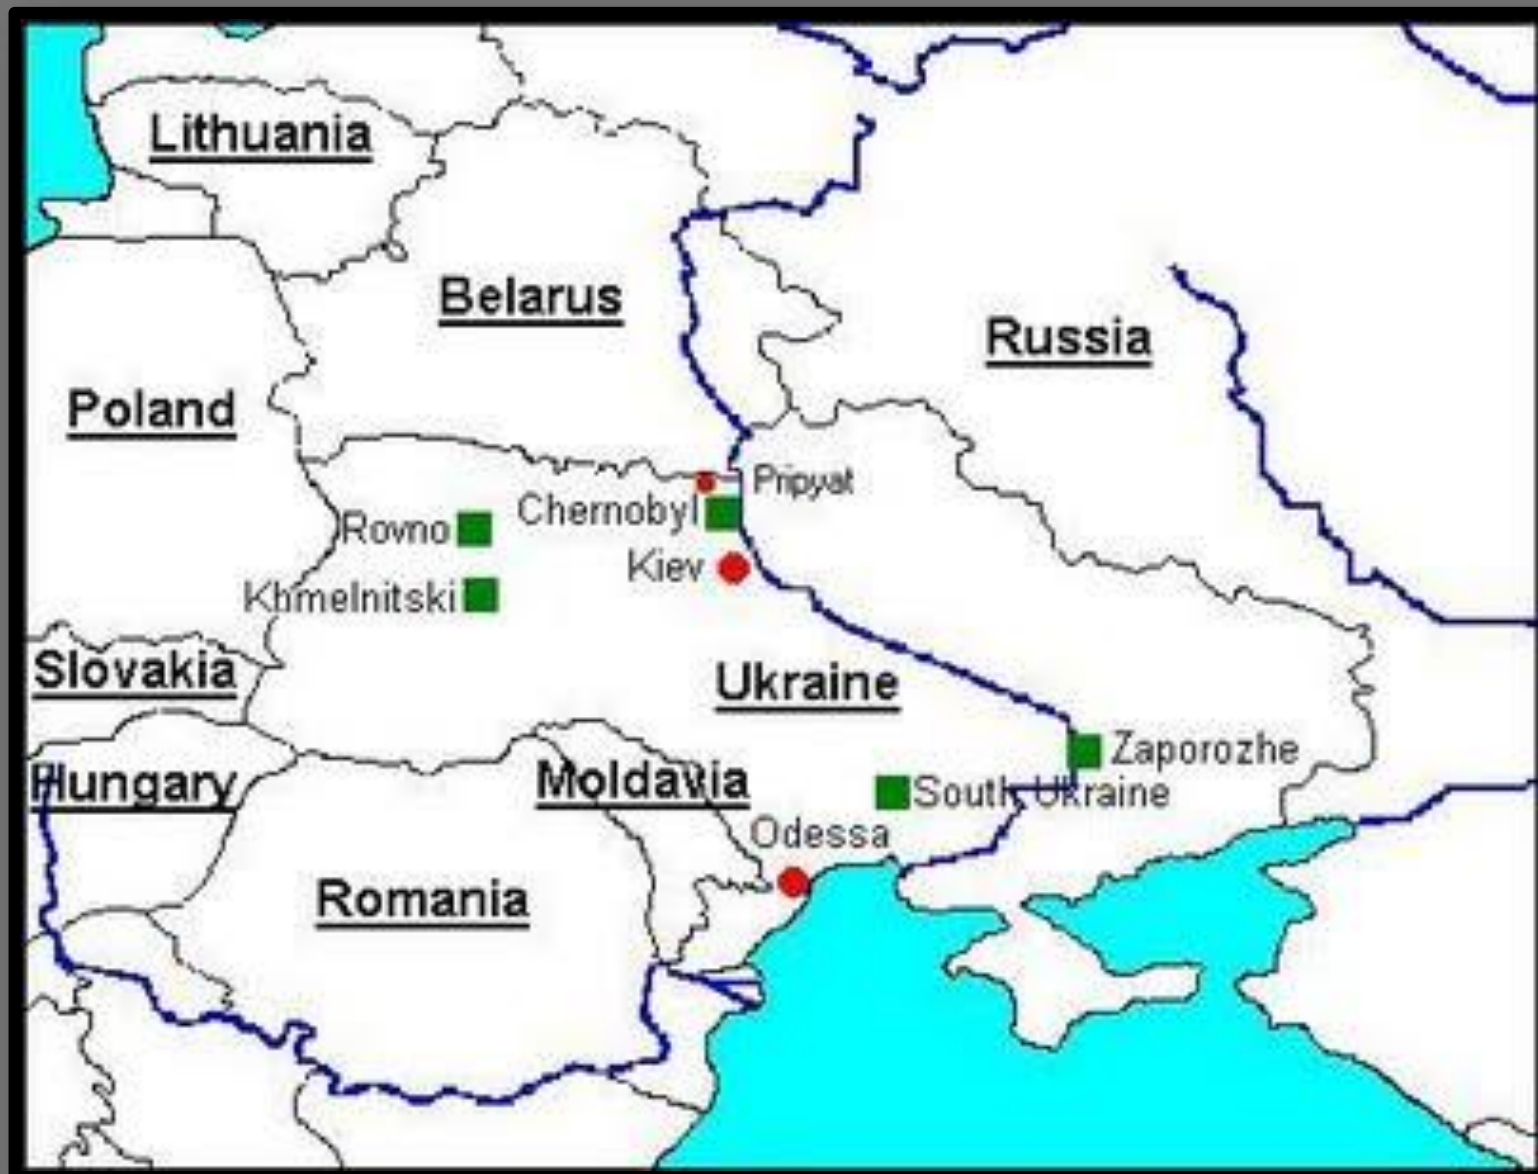 Lithuania
Belarus
Russia
Poland
Pripyat
Chernobyl
Rovno
Kiev
Khmelnitski
Slovakia
Ukraine
Zaporozhe
Hungary
Moldavia
South Ukraine
Odessa
Romania